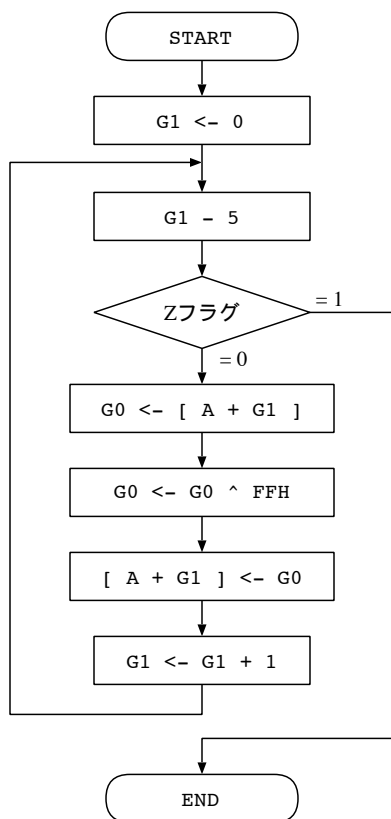 START
G1 <- 0
G1 - 5
Zフラグ
= 1
= 0
G0 <- [ A + G1 ]
G0 <- G0 ^ FFH
[ A + G1 ] <- G0
G1 <- G1 + 1
END